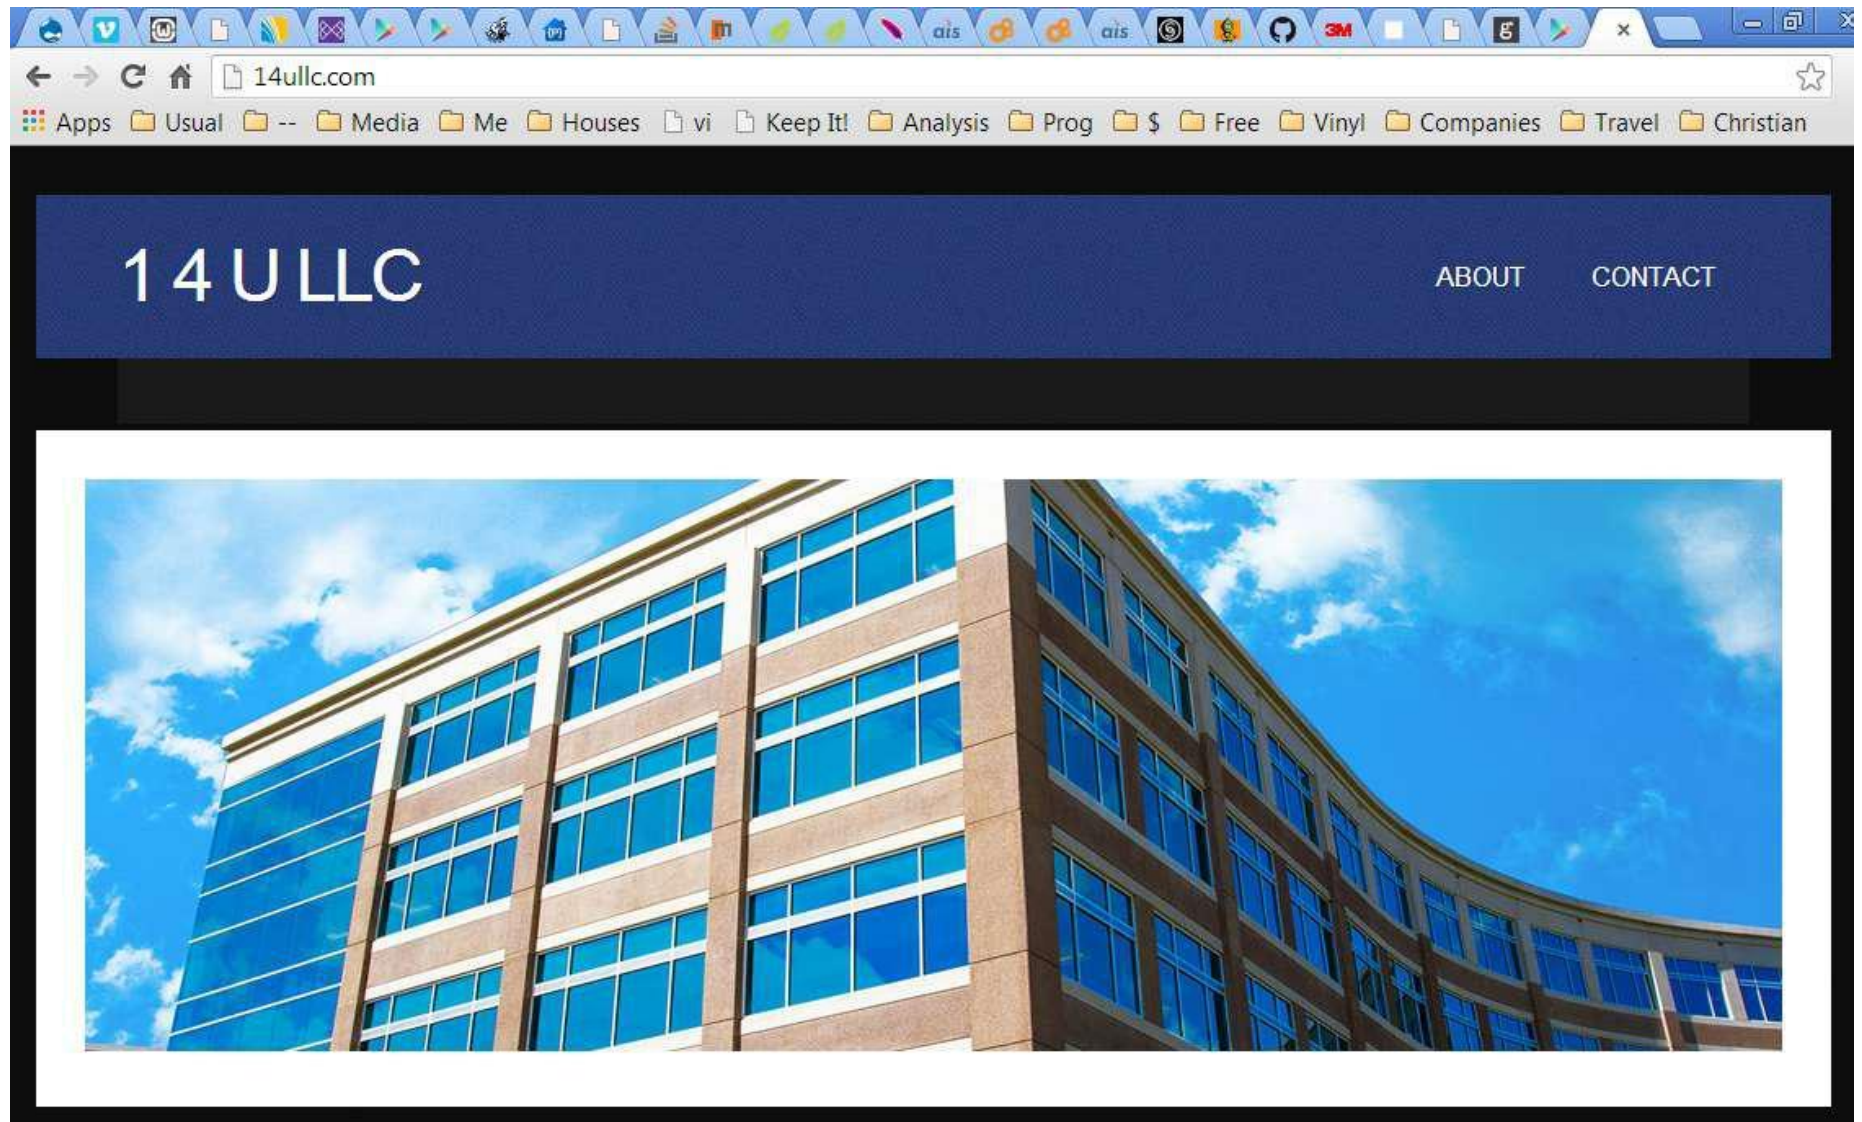 ais ais 3M g
14ullc.com
Apps Usual -- Media Me Houses vi Keep It! Analysis Prog $ Free Vinyl Companies Travel Christian
1 4 U LLC
ABOUT CONTACT